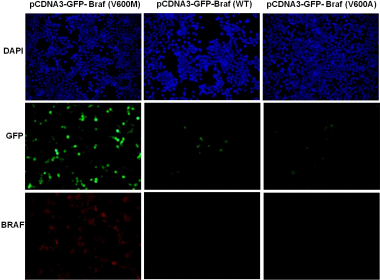 pCDNA3-GFP- Braf (V600M) pCDNA3-GFP-Braf (WT) pCDNA3-GFP-Braf (V600A)
DAPI
GFP
BRAF